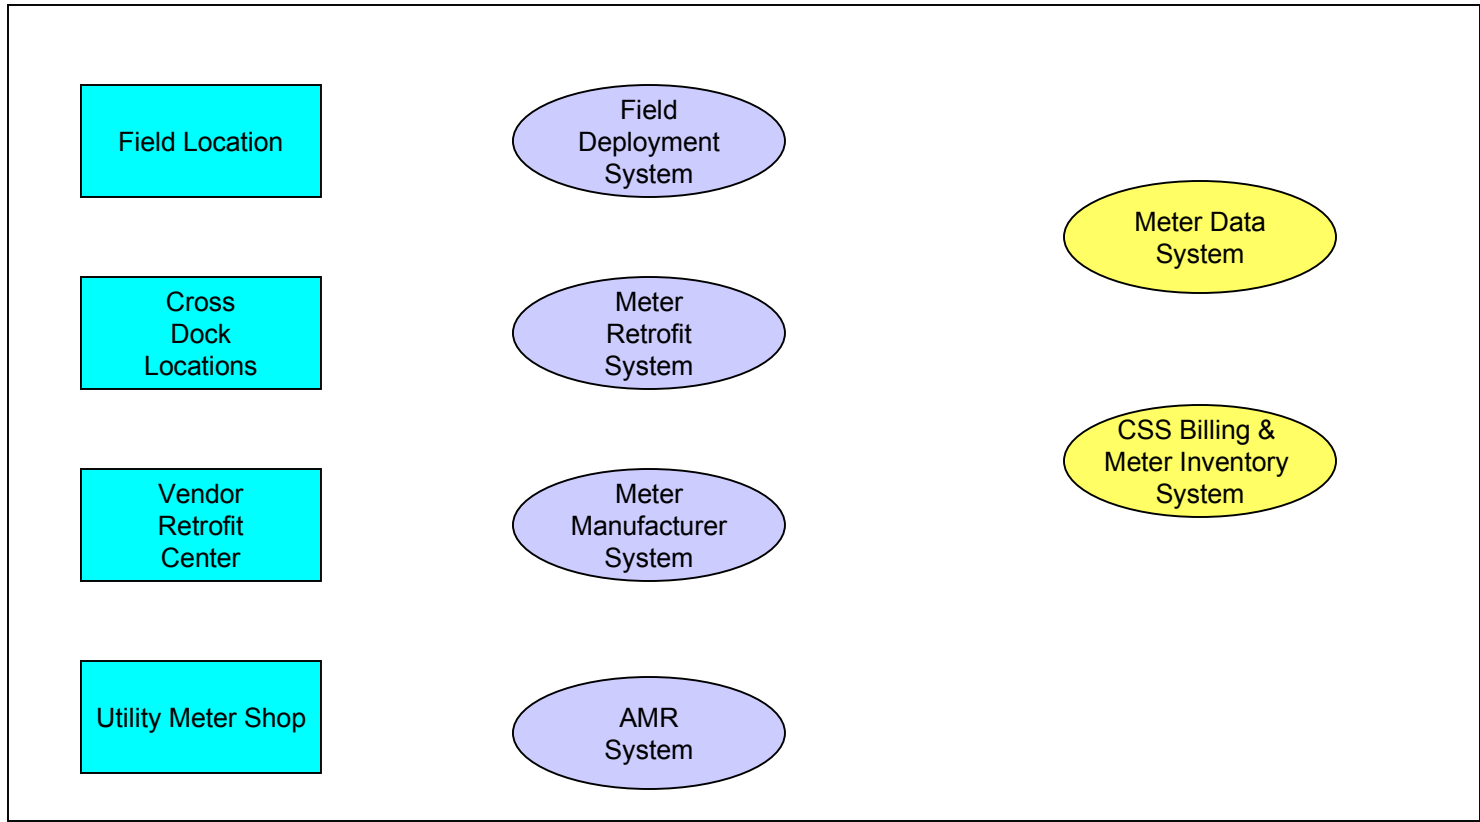 Field Location
Field
Deployment
System
Meter Data
System
Cross
Dock
Locations
Meter
Retrofit
System
CSS Billing &
Meter Inventory
System
Vendor
Retrofit
Center
Meter
Manufacturer
System
Utility Meter Shop
AMR
System